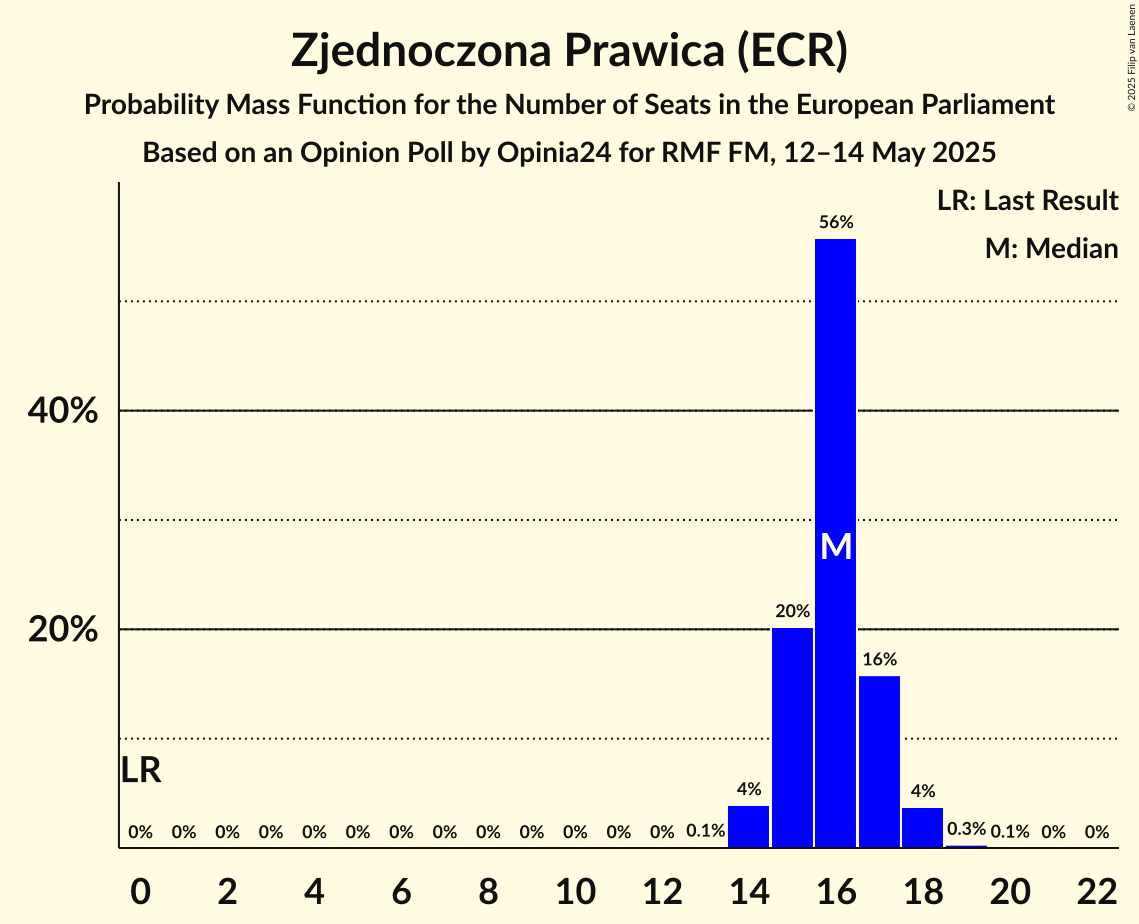 Zjednoczona Prawica (ECR)
Probability Mass Function for the Number of Seats in the European Parliament
Based on an Opinion Poll by Opinia24 for RMF FM, 12–14 May 2025
© 2025 Filip van Laenen
LR: Last Result
M: Median
40%
20%
56%
M
20%
16%
LR
4%
4%
0% 0% 0% 0% 0% 0% 0% 0% 0% 0% 0% 0% 0% 0.1% 0.3% 0.1% 0% 0%
0 2 4 6 8 10 12 14 16 18 20 22